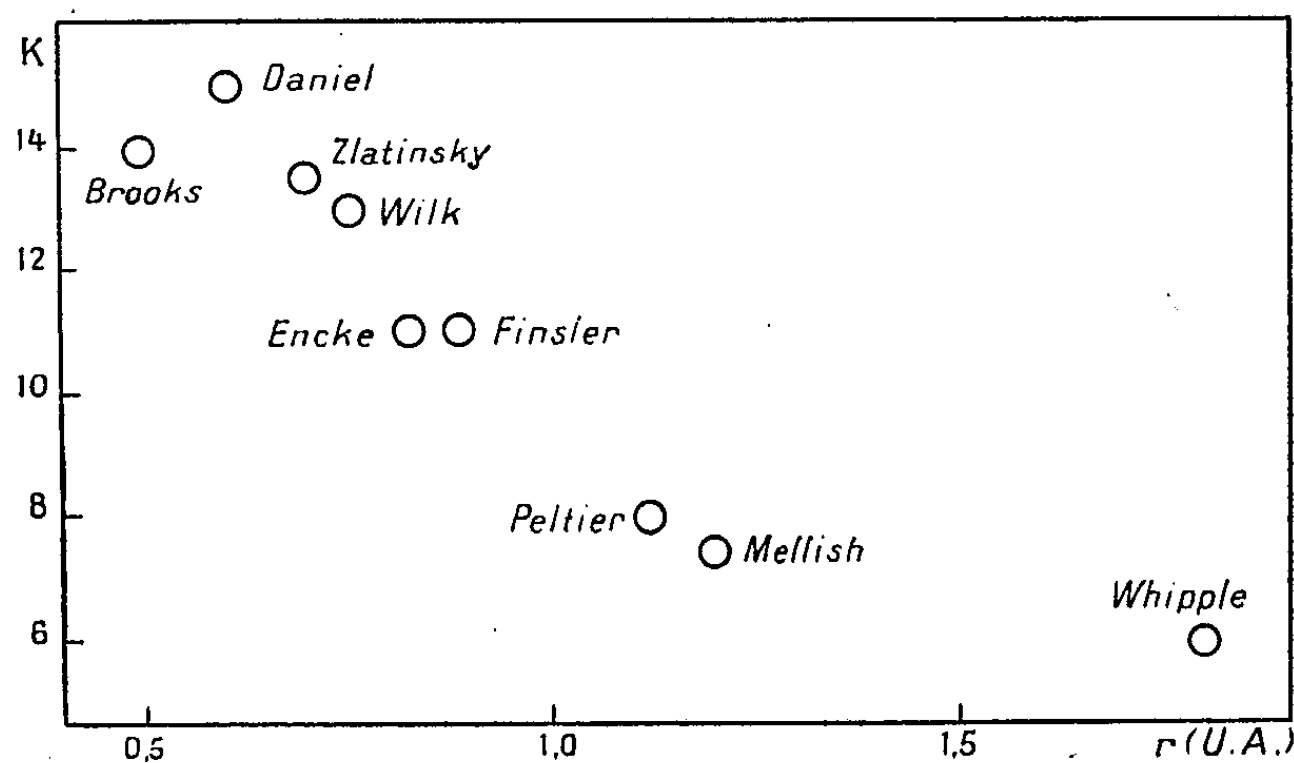 K
Daniel
14
Zlatinsky
Brooks
Wilk
12
Encke
Finsler
10
8
Peltier
Mellish
Whipple
6
0,5
1,0
1,5
r (U.A.)